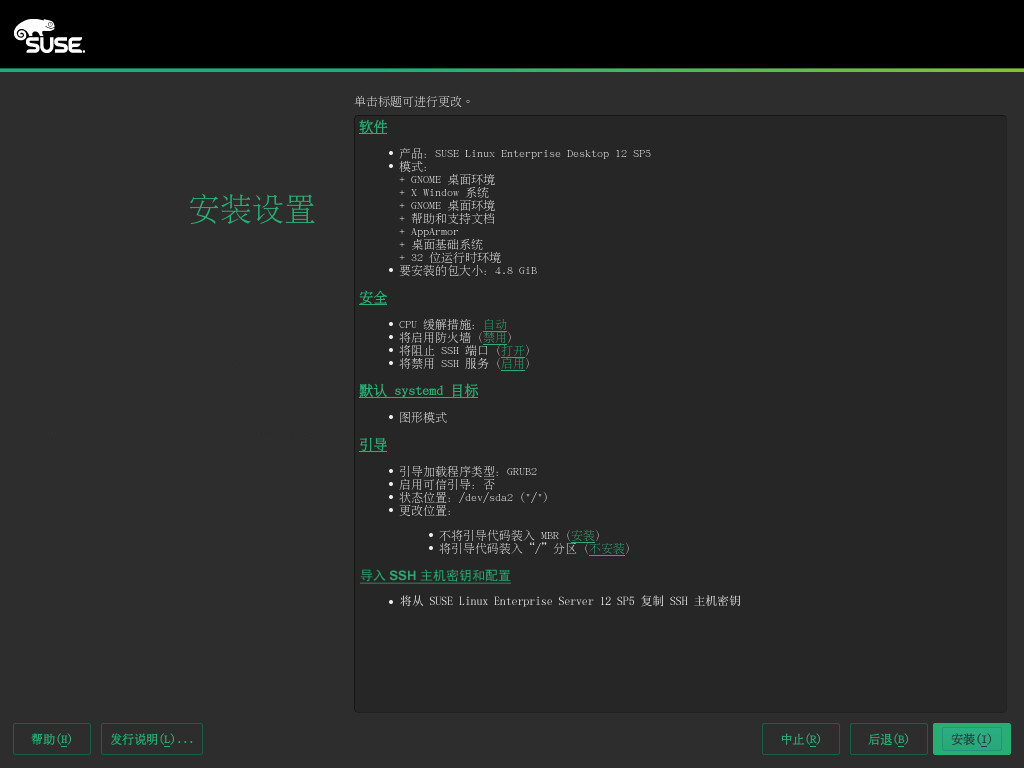 SUSE.
单击标题可进行更改。
安装设置
软件
产品: SUSE Linux Enterprise Desktop 12 SP5
模式:
+ GNOME 桌面环境
+ X Window 系统
+ GNOME 桌面环境
+ 帮助和支持文档
+ AppArmor
+ 桌面基础系统
+ 32 位运行时环境
要安装的包大小: 4.8 GiB
安全
CPU 缓解措施: 自动
将启用防火墙 (禁用)
将阻止 SSH 端口 (打开)
将禁用 SSH 服务 (启用)
默认 systemd 目标
图形模式
引导
引导加载程序类型: GRUB2
启用可信引导: 否
状态位置: /dev/sda2 ("/")
更改位置:
不将引导代码装入 MBR (安装)
将引导代码装入 “/” 分区 (不安装)
导入 SSH 主机密钥和配置
将从 SUSE Linux Enterprise Server 12 SP5 复制 SSH 主机密钥
帮助(H) 发行说明(L)... 中止(R) 后退(B) 安装(I)